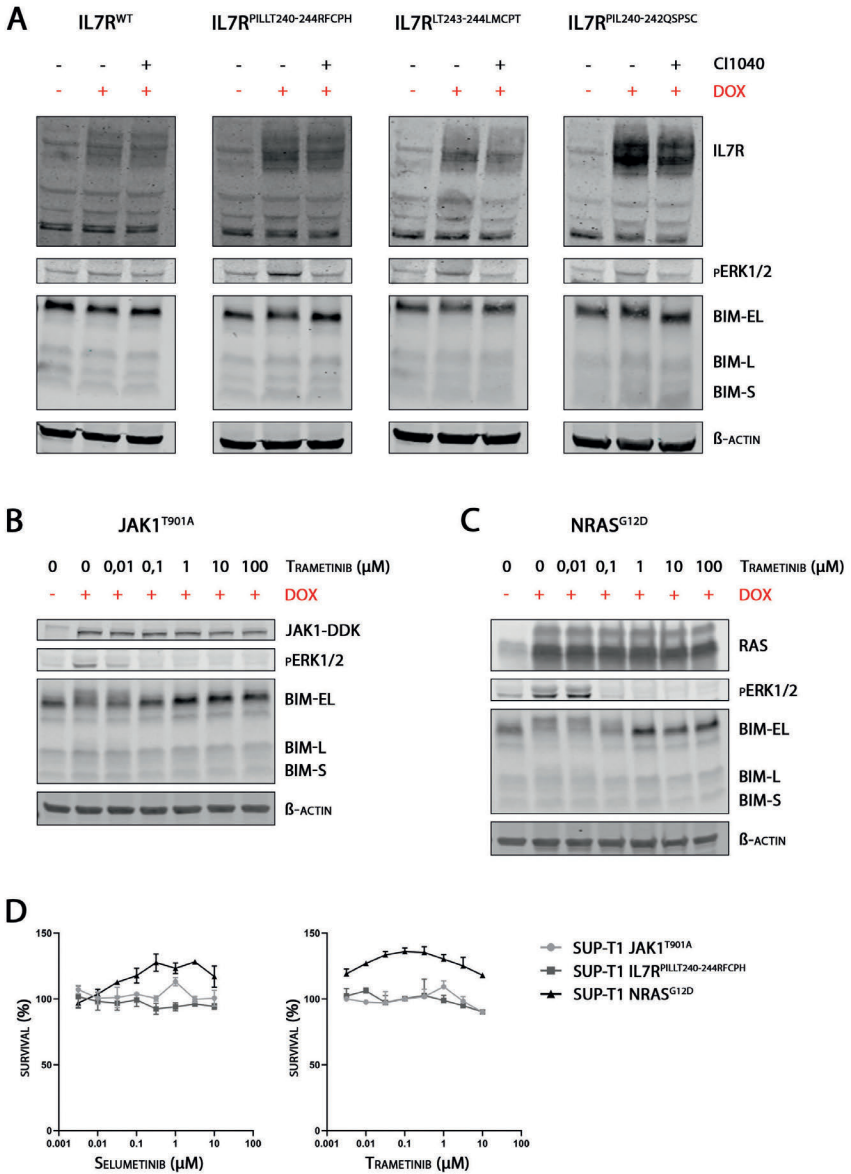 A
IL7R^WT IL7R^PILLT240-244RFCPH IL7R^LT243-244LMCPT IL7R^PIL240-242QSPSC
- - + - - + - - + - - + CI1040
- + + - + + - + + - + + DOX
IL7R
pERK1/2
BIM-EL
BIM-L
BIM-S
ß-ACTIN
B JAK1^T901A
0 0 0,01 0,1 1 10 100 TRAMETINIB (µM)
- + + + + + + DOX
JAK1-DDK
pERK1/2
BIM-EL
BIM-L
BIM-S
ß-ACTIN
C NRAS^G12D
0 0 0,01 0,1 1 10 100 TRAMETINIB (µM)
- + + + + + + DOX
RAS
pERK1/2
BIM-EL
BIM-L
BIM-S
ß-ACTIN
D
SURVIVAL (%)
150
100
50
0
0.001 0.01 0.1 1 10 100
SELUMETINIB (µM)
SURVIVAL (%)
150
100
50
0
0.001 0.01 0.1 1 10 100
TRAMETINIB (µM)
SUP-T1 JAK1^T901A
SUP-T1 IL7R^PILLT240-244RFCPH
SUP-T1 NRAS^G12D